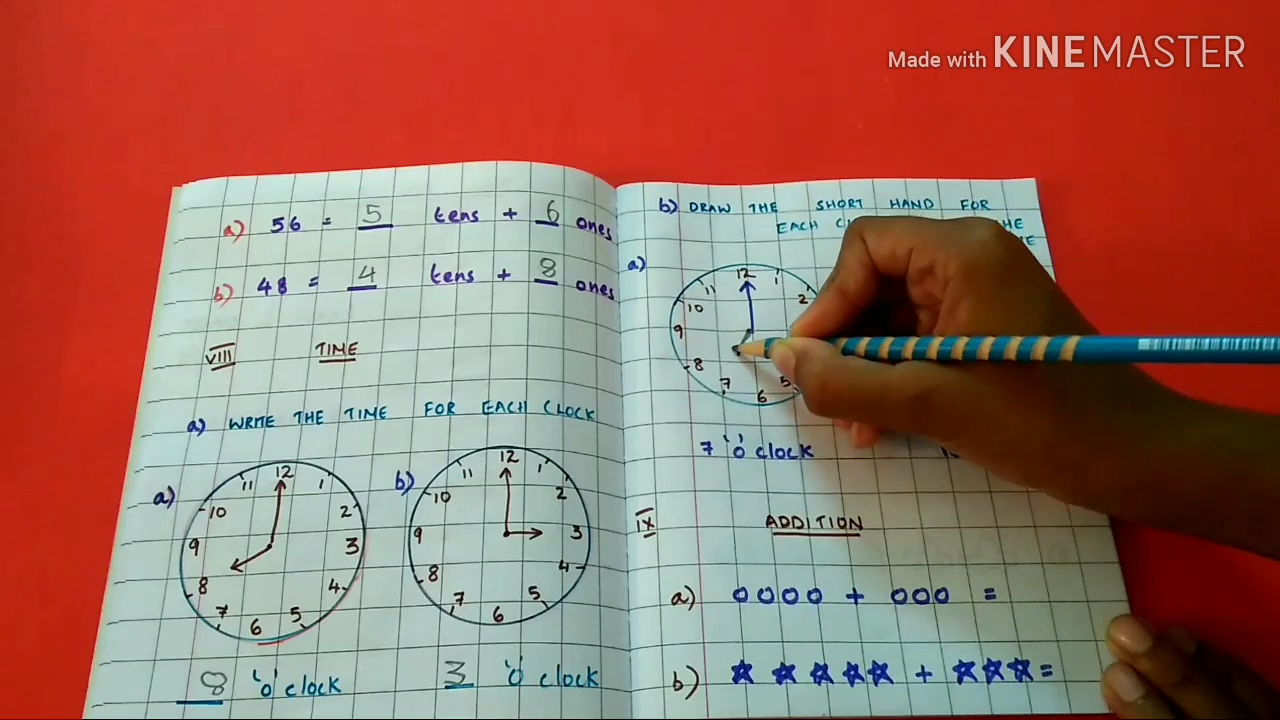 Made with KINEMASTER
a) 56 = 5 tens + 6 ones
b) 48 = 4 tens + 8 ones
VIII TIME
a) WRITE THE TIME FOR EACH CLOCK
a)
12
11 1
10 2
9 3
8 4
7 5
6
8 'o' clock
b)
12
11 1
10 2
9 3
8 4
7 5
6
3 'o' clock
b) DRAW THE SHORT HAND FOR
EACH
a)
12
11 1
10 2
9
8
7 5
6
7 'o' clock
IX ADDITION
a) OOOO + OOO =
b) ☆ ☆ ☆ ☆ ☆ + ☆ ☆ ☆ =